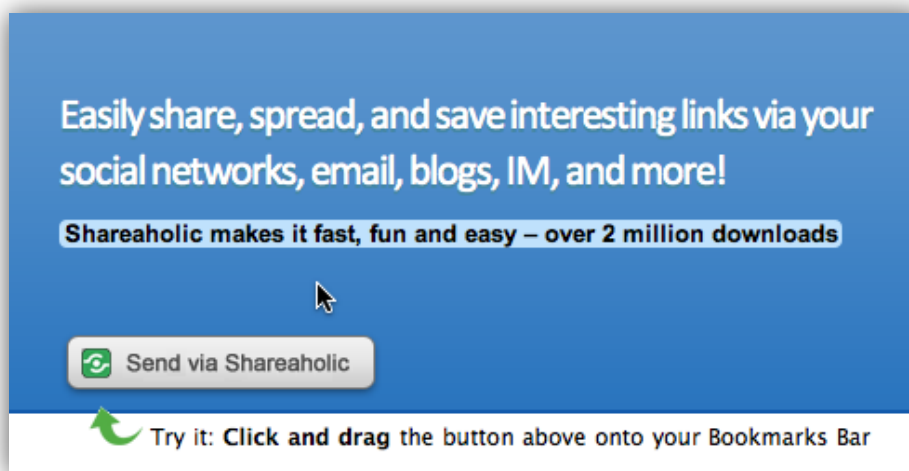 Easily share, spread, and save interesting links via your
social networks, email, blogs, IM, and more!
Shareaholic makes it fast, fun and easy – over 2 million downloads
Send via Shareaholic
Try it: Click and drag the button above onto your Bookmarks Bar